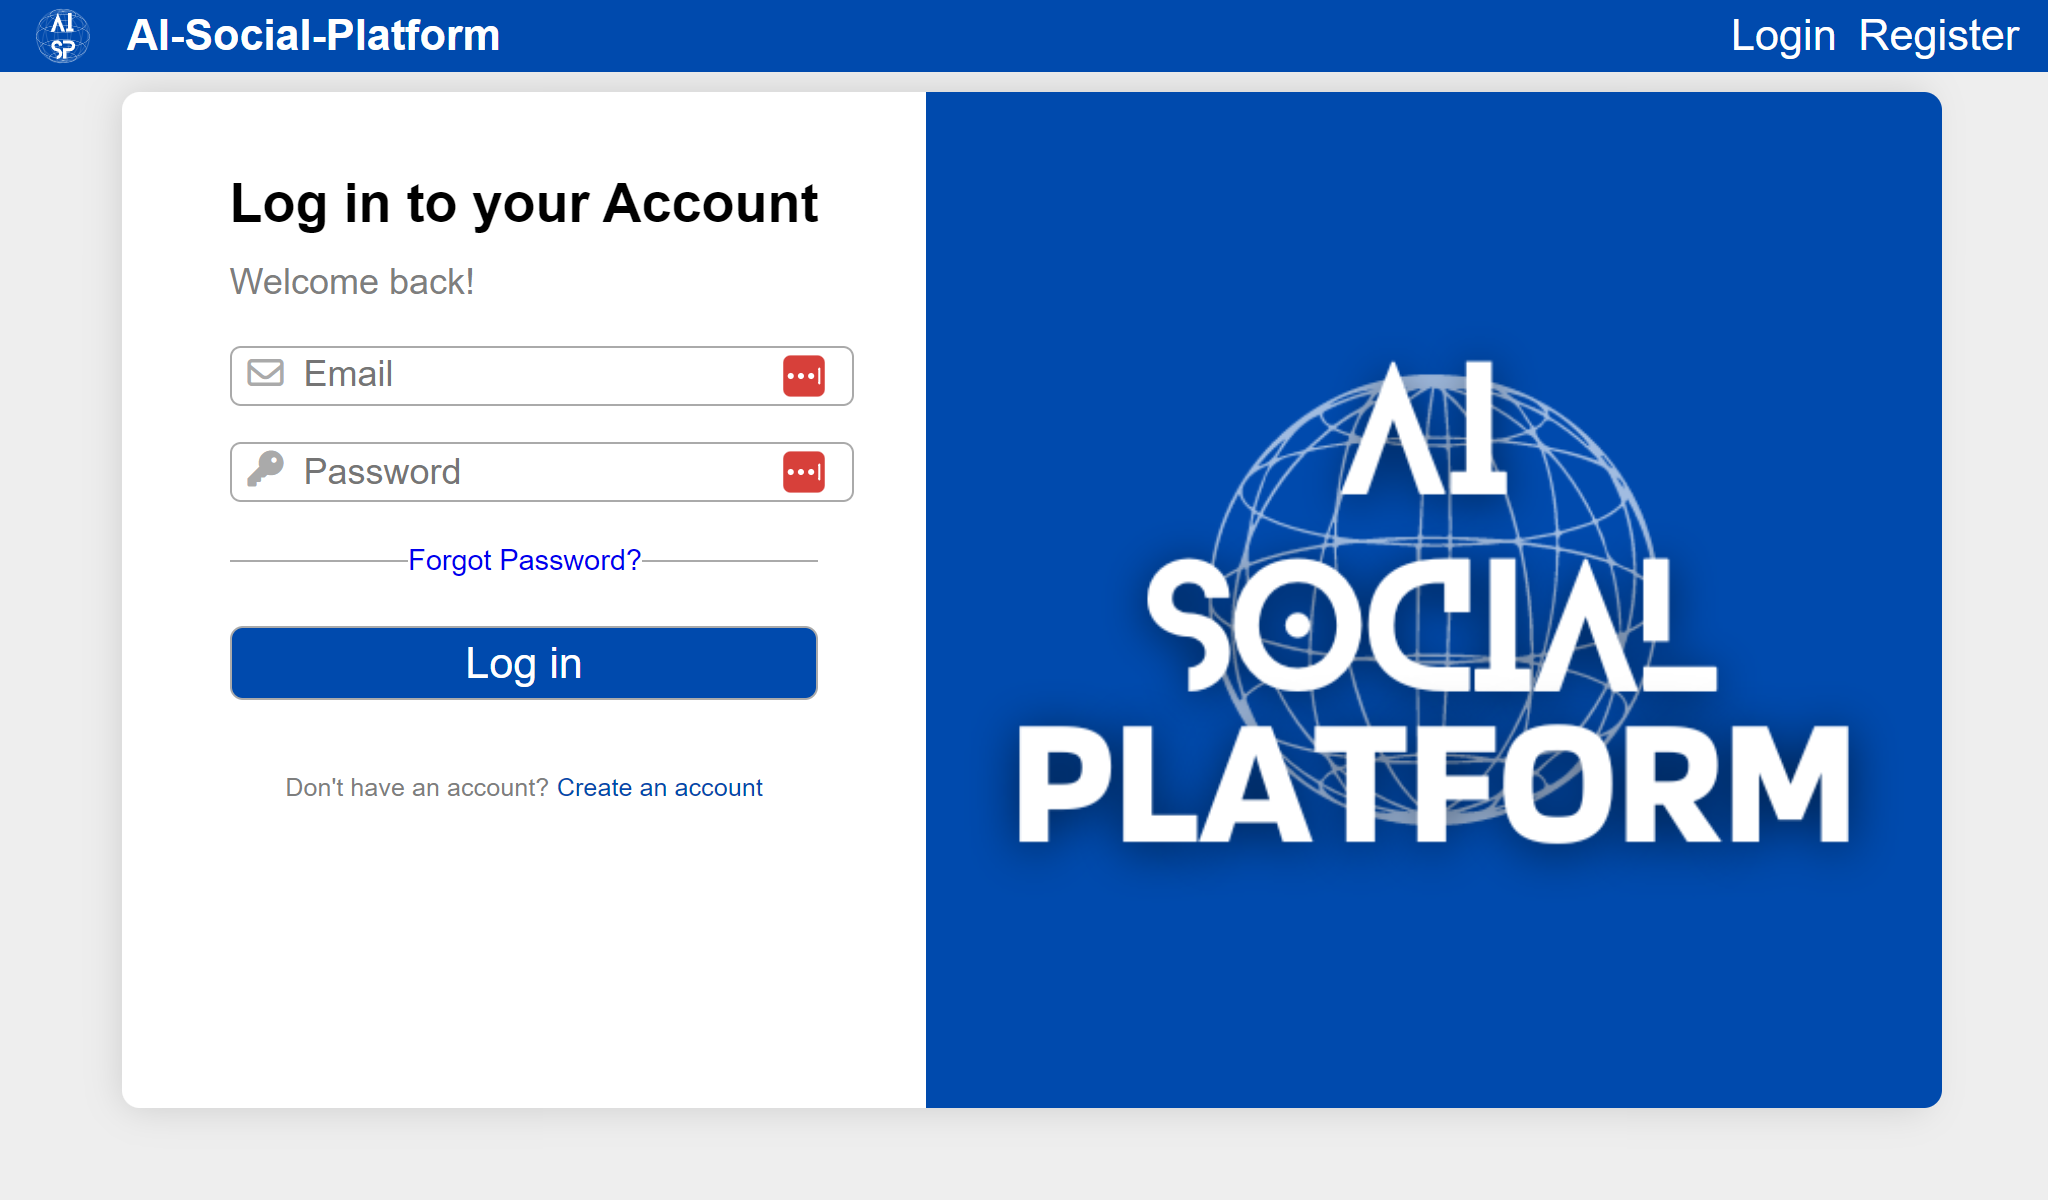 AI
SP
AI-Social-Platform
Login Register
Log in to your Account
Welcome back!
Email
Password
Forgot Password?
Log in
Don't have an account? Create an account
AI
SOCIAL
PLATFORM